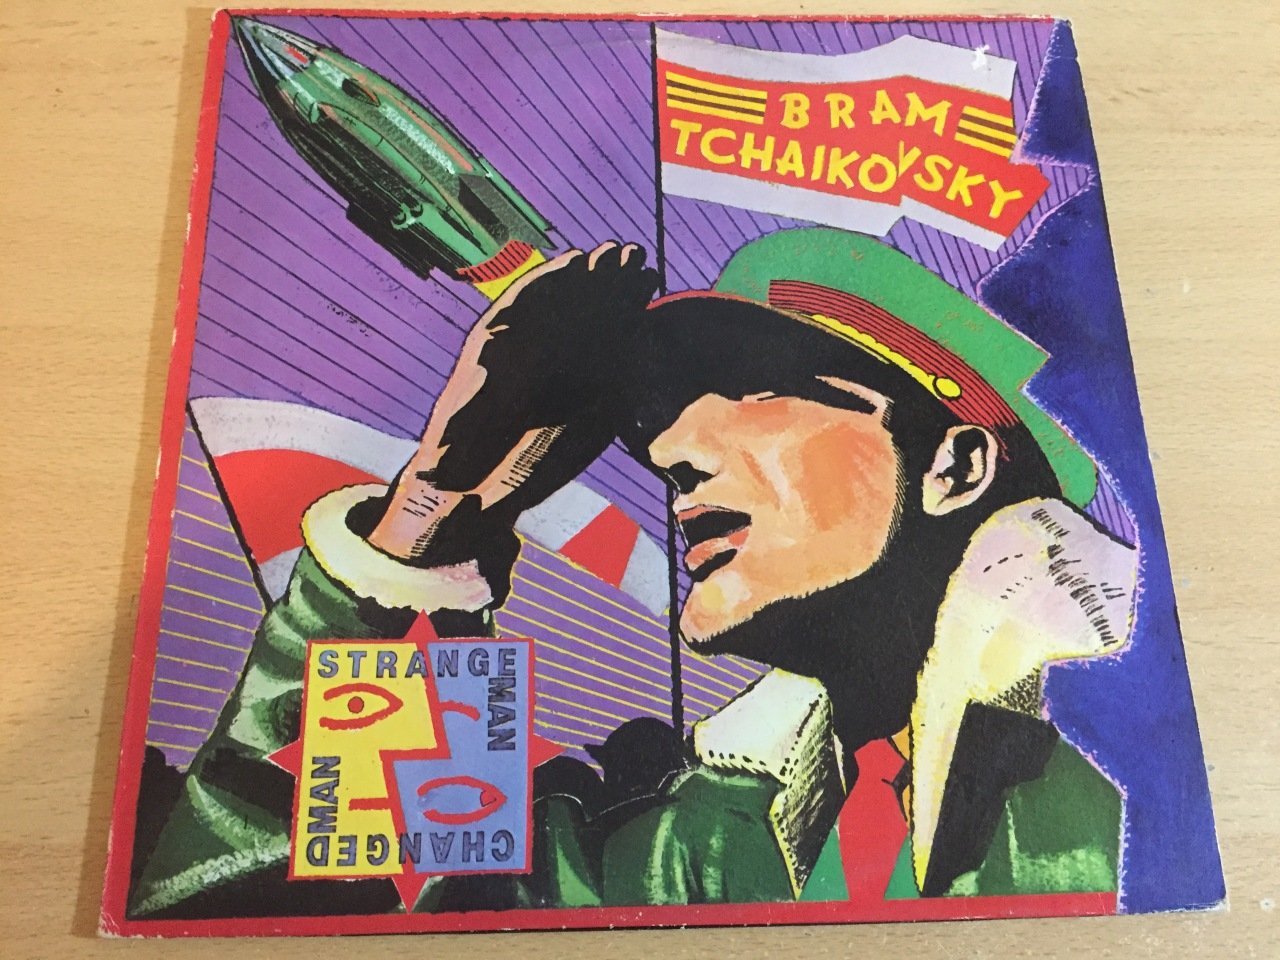 BRAM
TCHAIKOVSKY
STRANGE
MAN
CHANGED
MAN